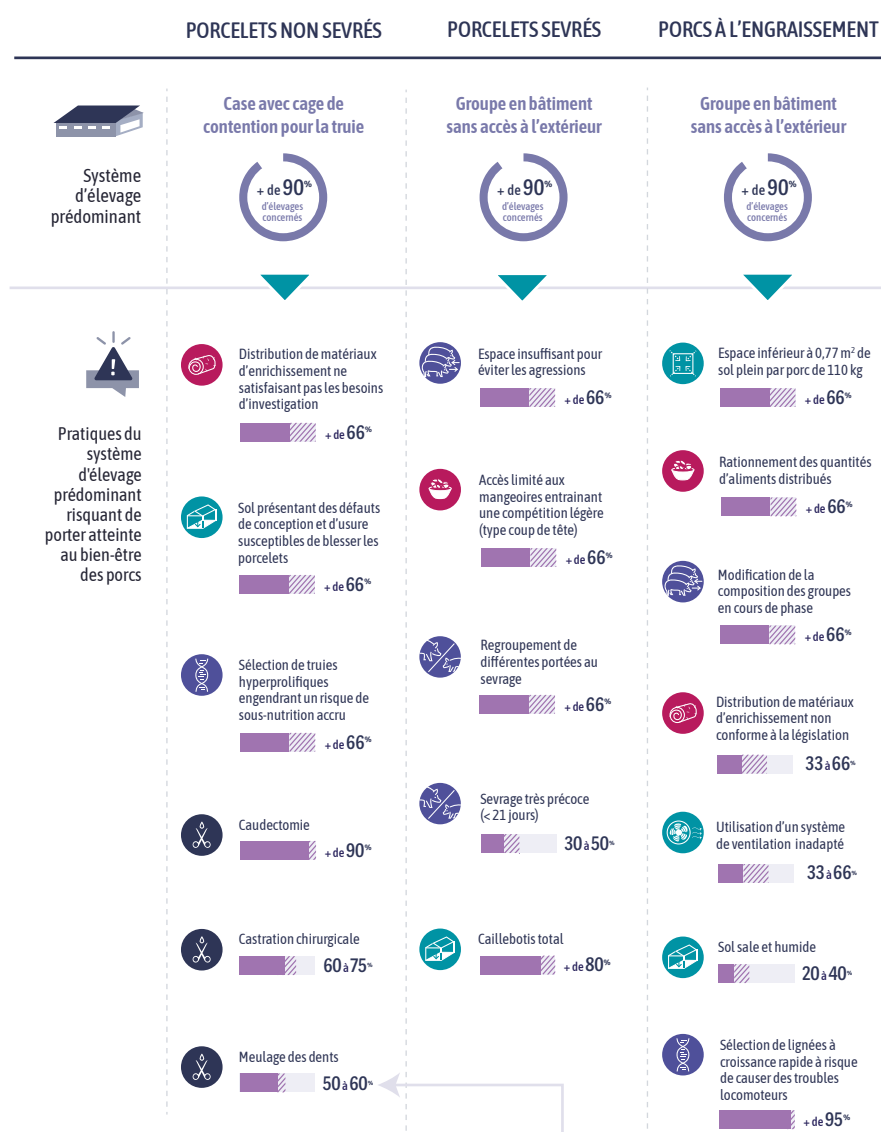 PORCELETS NON SEVRÉS
PORCELETS SEVRÉS
PORCS À L'ENGRAISSEMENT
Système
d'élevage
prédominant
Case avec cage de
contention pour la truie
+ de 90%
d'élevages
concernés
Groupe en bâtiment
sans accès à l'extérieur
+ de 90%
d'élevages
concernés
Groupe en bâtiment
sans accès à l'extérieur
+ de 90%
d'élevages
concernés
Pratiques du
système
d'élevage
prédominant
risquant de
porter atteinte
au bien-être
des porcs
Distribution de matériaux
d'enrichissement ne
satisfaisant pas les besoins
d'investigation
+ de 66%
Sol présentant des défauts
de conception et d'usure
susceptibles de blesser les
porcelets
+ de 66%
Sélection de truies
hyperprolifiques
engendrant un risque de
sous-nutrition accru
+ de 66%
Caudectomie
+ de 90%
Castration chirurgicale
60 à 75%
Meulage des dents
50 à 60%
Espace insuffisant pour
éviter les agressions
+ de 66%
Accès limité aux
mangeoires entrainant
une compétition légère
(type coup de tête)
+ de 66%
Regroupement de
différentes portées au
sevrage
+ de 66%
Sevrage très précoce
(< 21 jours)
30 à 50%
Caillebotis total
+ de 80%
Espace inférieur à 0,77 m² de
sol plein par porc de 110 kg
+ de 66%
Rationnement des quantités
d'aliments distribués
+ de 66%
Modification de la
composition des groupes
en cours de phase
+ de 66%
Distribution de matériaux
d'enrichissement non
conforme à la législation
33 à 66%
Utilisation d'un système
de ventilation inadapté
33 à 66%
Sol sale et humide
20 à 40%
Sélection de lignées à
croissance rapide à risque
de causer des troubles
locomoteurs
+ de 95%